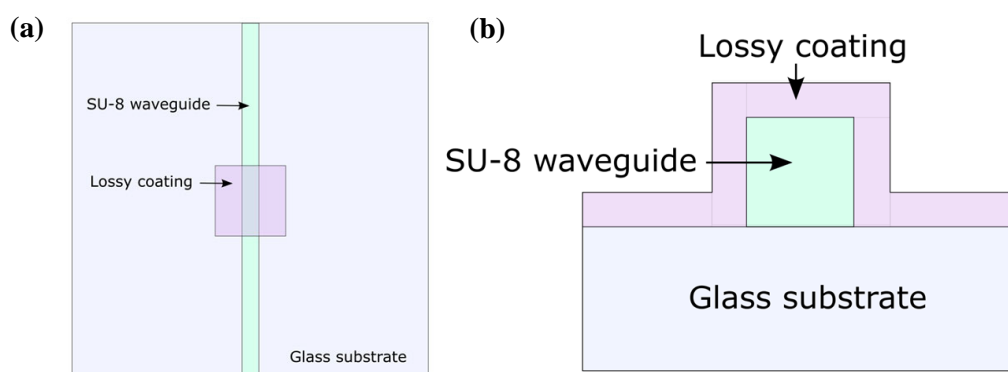 (a)
SU-8 waveguide
Lossy coating
Glass substrate
(b)
Lossy coating
SU-8 waveguide
Glass substrate